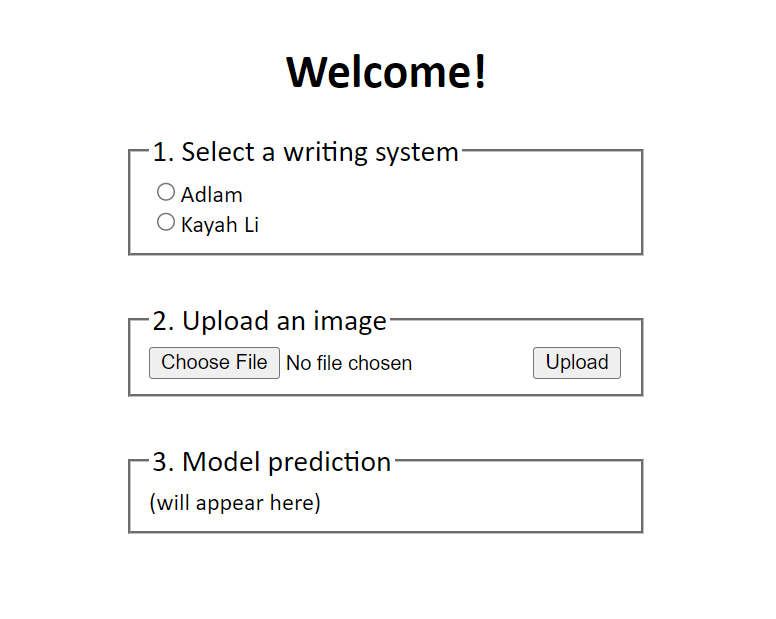 Welcome!
1. Select a writing system
Adlam
Kayah Li
2. Upload an image
Choose File No file chosen Upload
3. Model prediction
(will appear here)